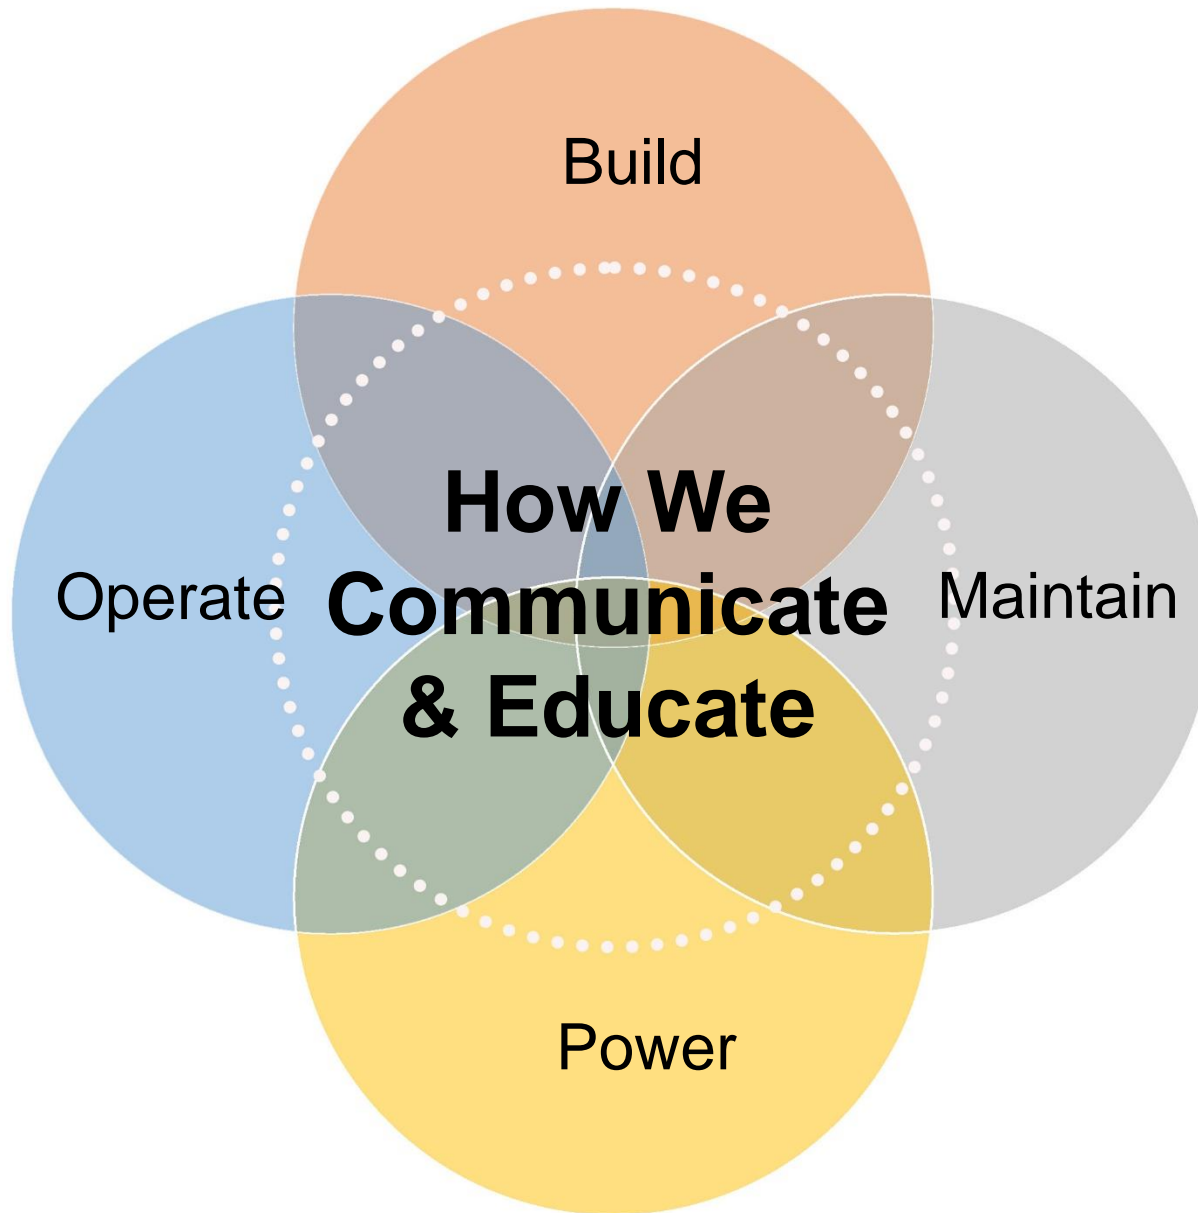 Build
How We
Operate
Communicate
Maintain
& Educate
Power